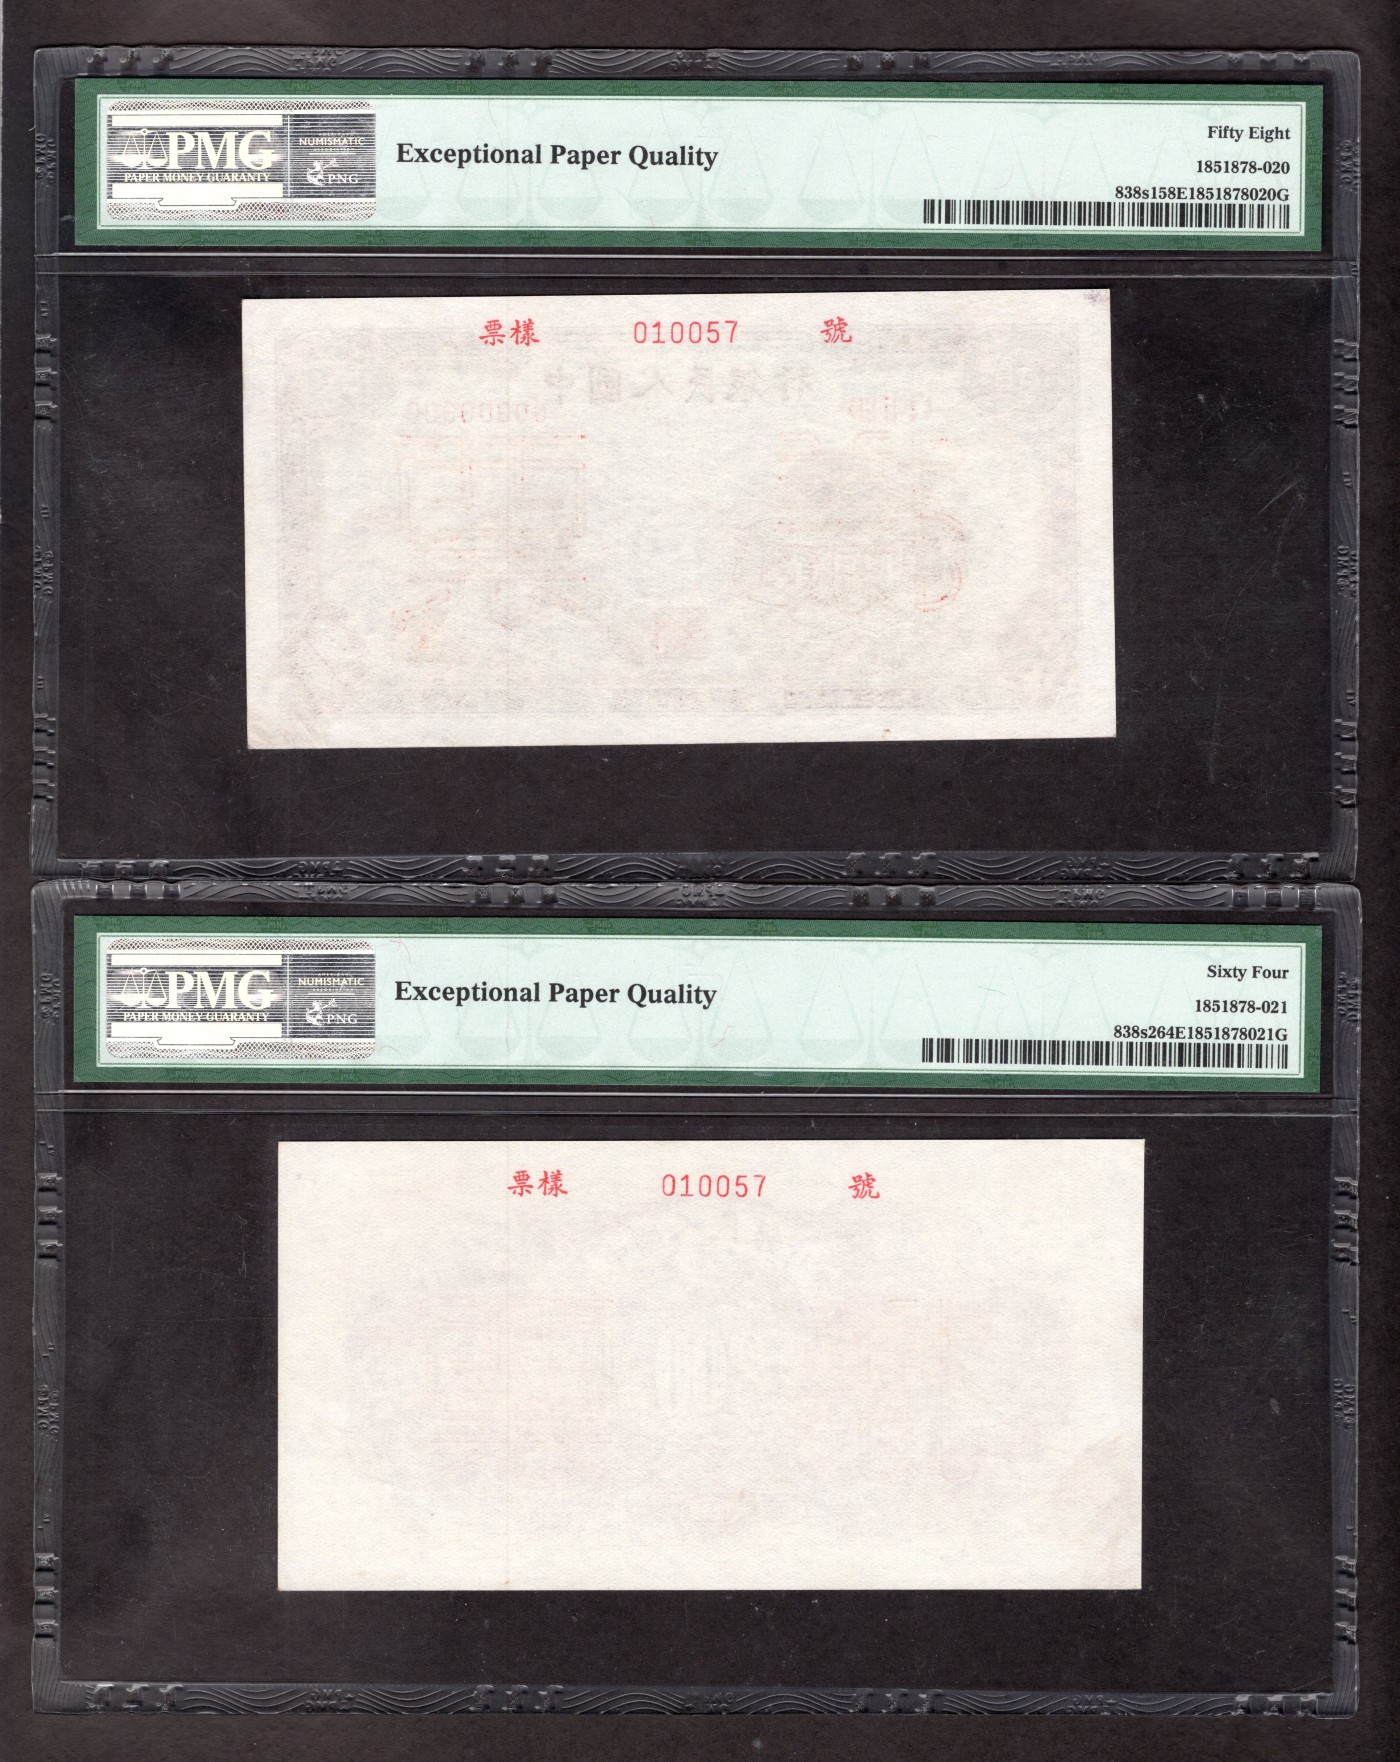 PMG
PAPER MONEY GUARANTY
NUMISMATIC
PNG
Exceptional Paper Quality
Fifty Eight
1851878-020
838s158E1851878020G
票樣 010057 號
PMG
PAPER MONEY GUARANTY
NUMISMATIC
PNG
Exceptional Paper Quality
Sixty Four
1851878-021
838s264E1851878021G
票樣 010057 號